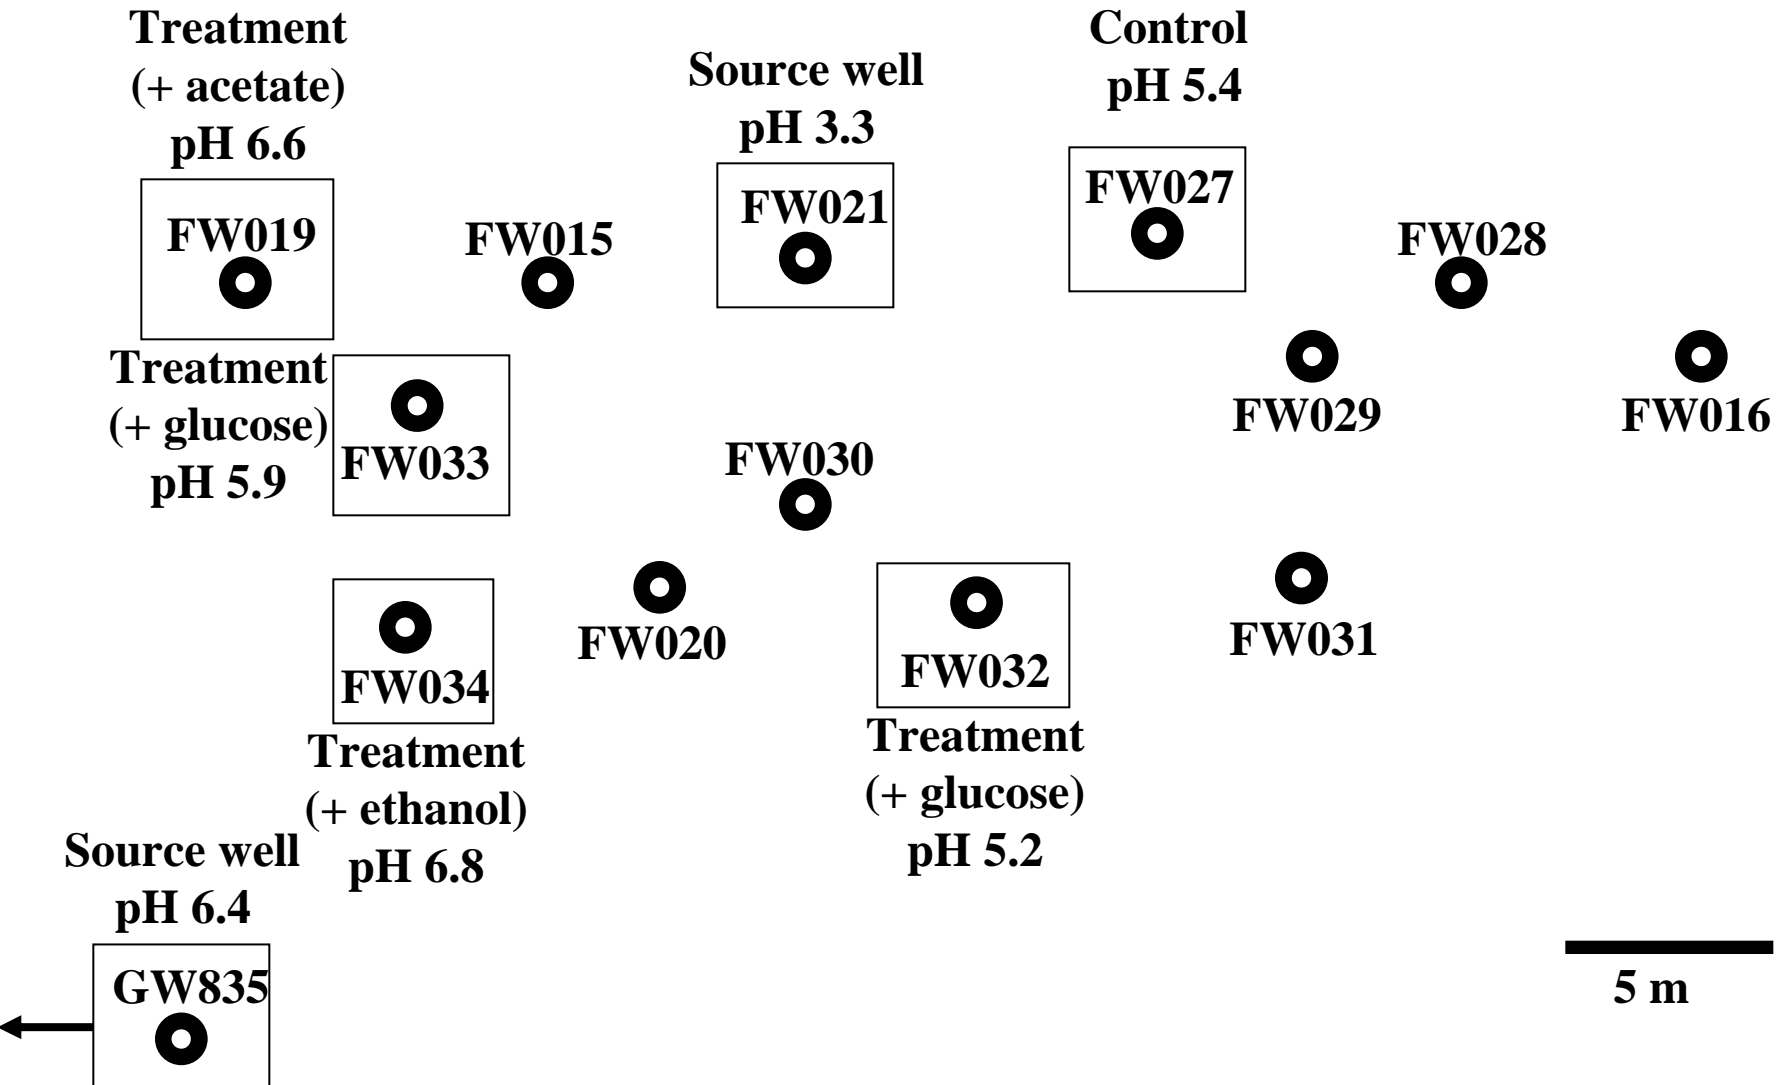 Treatment
(+ acetate)
pH 6.6
FW019
FW015
Source well
pH 3.3
FW021
Control
pH 5.4
FW027
FW028
FW029
FW016
Treatment
(+ glucose)
pH 5.9
FW033
FW030
FW020
FW034
Treatment
(+ ethanol)
pH 6.8
FW032
Treatment
(+ glucose)
pH 5.2
FW031
Source well
pH 6.4
GW835
5 m